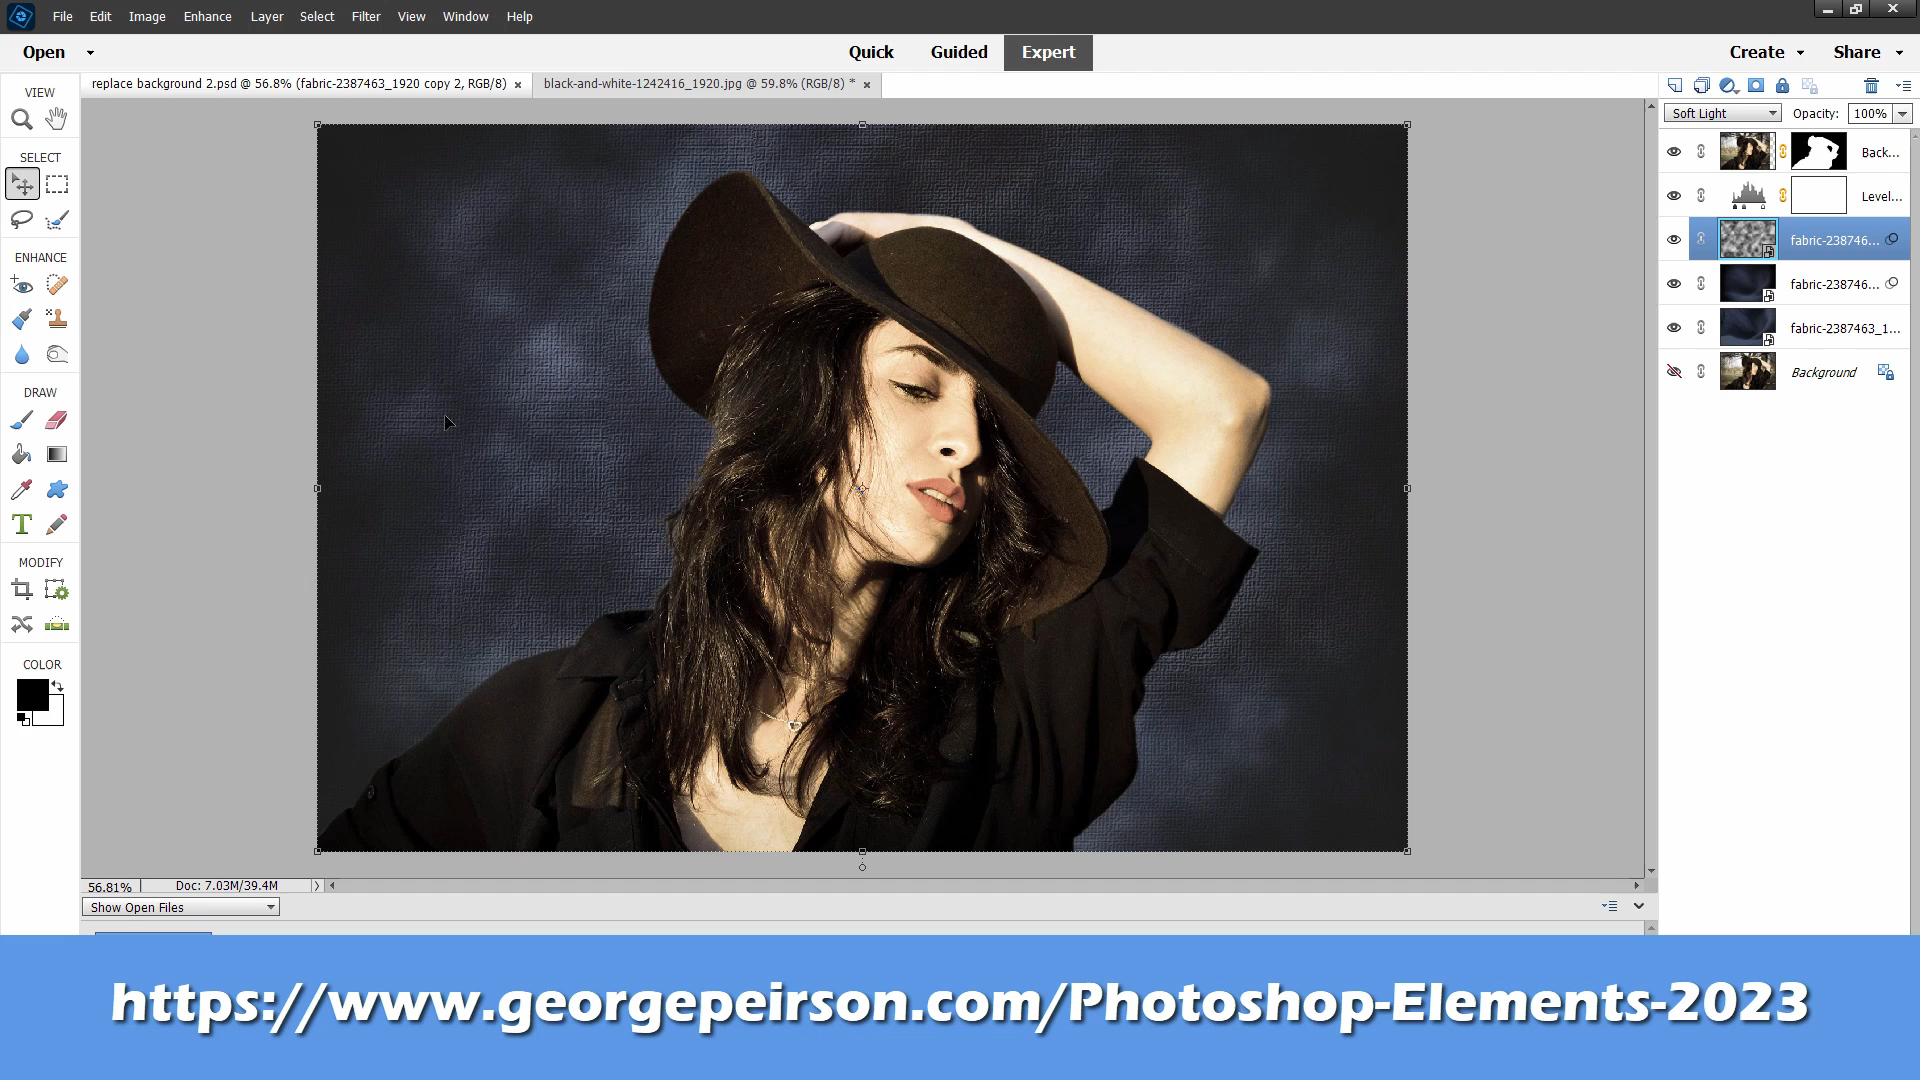 File Edit Image Enhance Layer Select Filter View Window Help
Open Quick Guided Expert Create Share
replace background 2.psd @ 56.8% (fabric-2387463_1920 copy 2, RGB/8) × black-and-white-1242416_1920.jpg @ 59.8% (RGB/8) * ×
VIEW
SELECT
ENHANCE
DRAW
MODIFY
COLOR
Soft Light Opacity: 100%
Back...
Level...
fabric-238746...
fabric-238746...
fabric-2387463_1...
Background
56.81% Doc: 7.03M/39.4M
Show Open Files
https://www.georgepeirson.com/Photoshop-Elements-2023